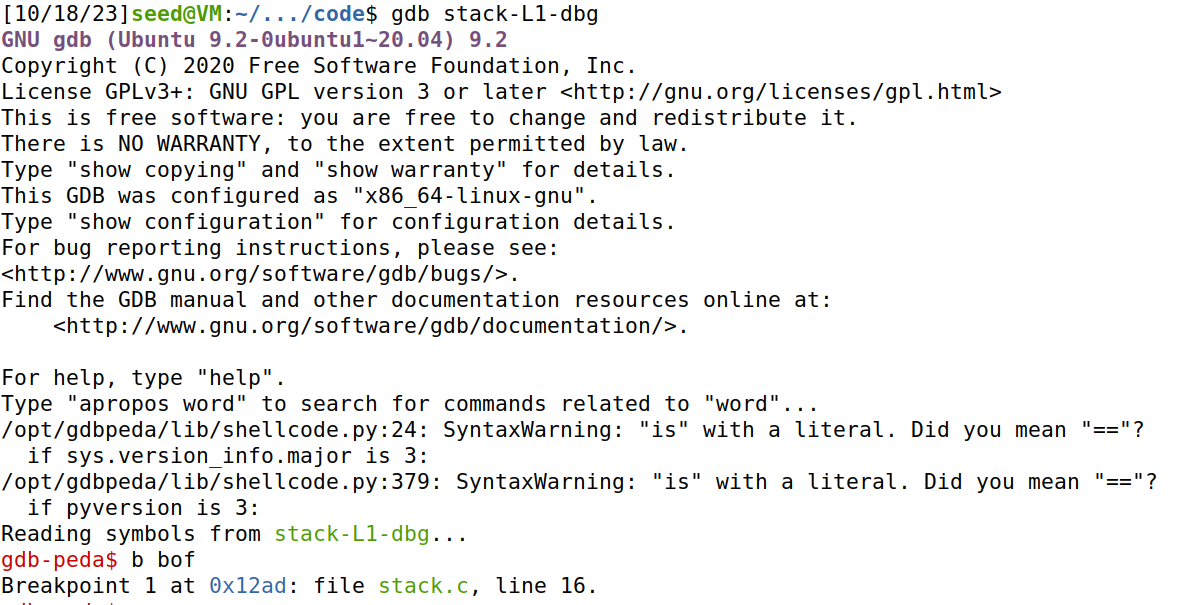 [10/18/23]seed@VM:~/.../code$ gdb stack-L1-dbg
GNU gdb (Ubuntu 9.2-0ubuntu1~20.04) 9.2
Copyright (C) 2020 Free Software Foundation, Inc.
License GPLv3+: GNU GPL version 3 or later <http://gnu.org/licenses/gpl.html>
This is free software: you are free to change and redistribute it.
There is NO WARRANTY, to the extent permitted by law.
Type "show copying" and "show warranty" for details.
This GDB was configured as "x86_64-linux-gnu".
Type "show configuration" for configuration details.
For bug reporting instructions, please see:
<http://www.gnu.org/software/gdb/bugs/>.
Find the GDB manual and other documentation resources online at:
    <http://www.gnu.org/software/gdb/documentation/>.

For help, type "help".
Type "apropos word" to search for commands related to "word"...
/opt/gdbpeda/lib/shellcode.py:24: SyntaxWarning: "is" with a literal. Did you mean "=="?
  if sys.version_info.major is 3:
/opt/gdbpeda/lib/shellcode.py:379: SyntaxWarning: "is" with a literal. Did you mean "=="?
  if pyversion is 3:
Reading symbols from stack-L1-dbg...
gdb-peda$ b bof
Breakpoint 1 at 0x12ad: file stack.c, line 16.